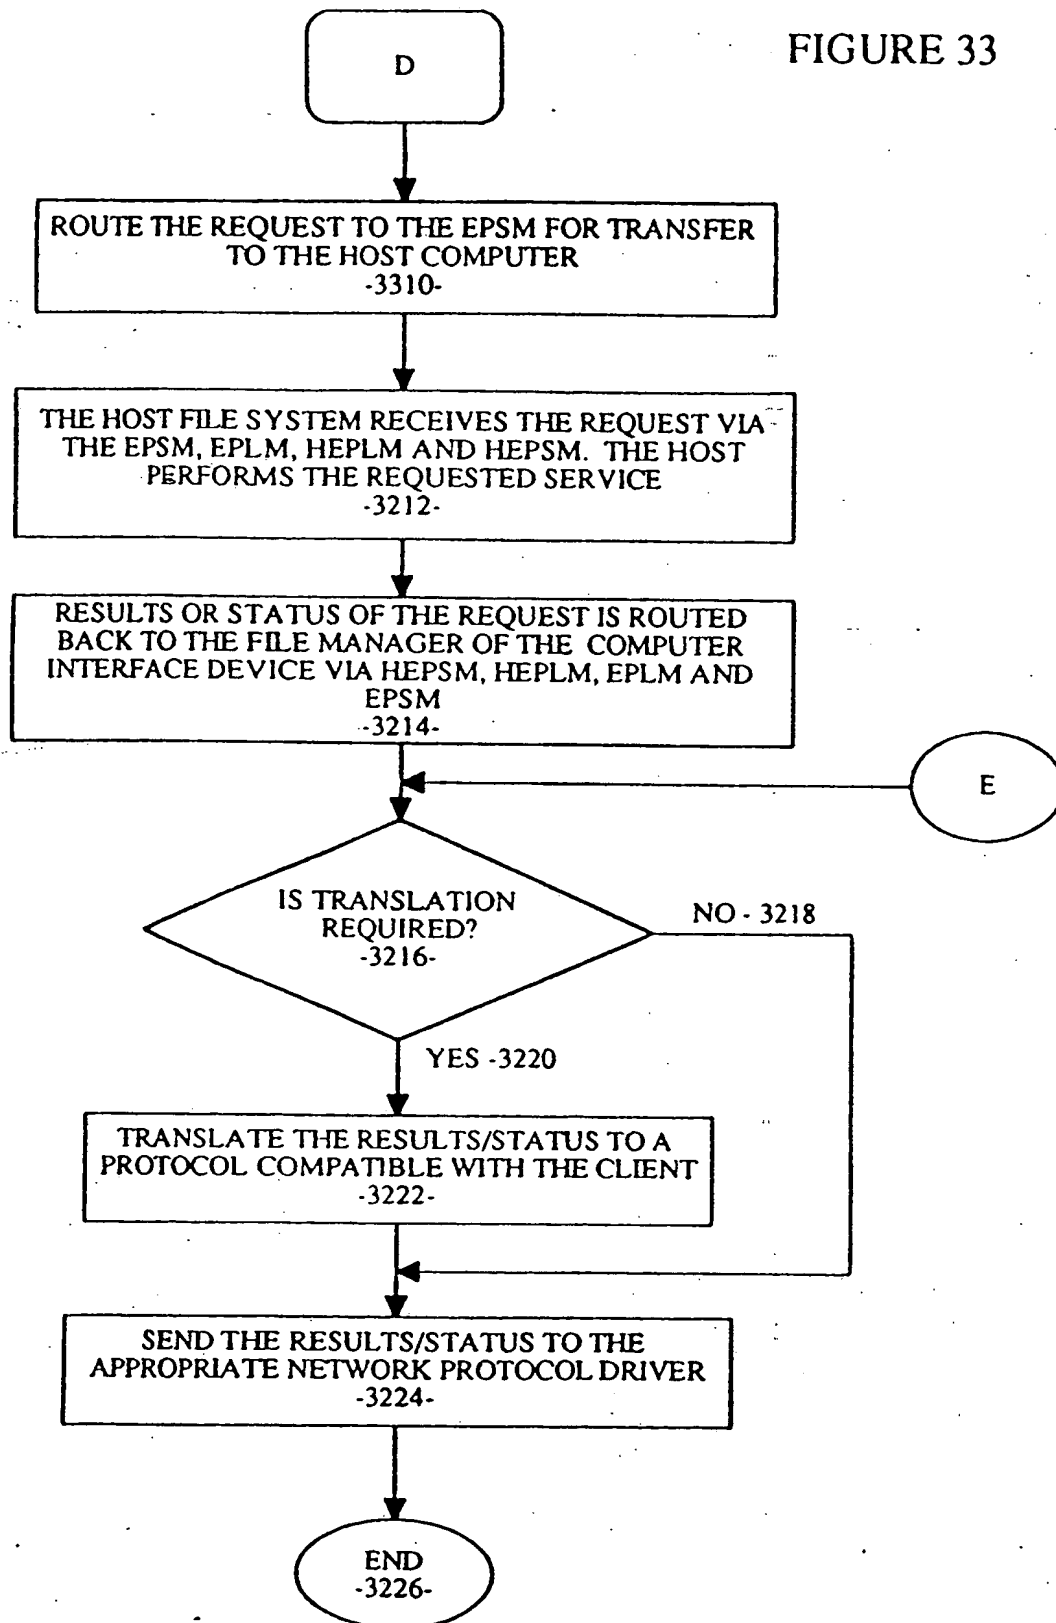 FIGURE 33
D
ROUTE THE REQUEST TO THE EPSM FOR TRANSFER
TO THE HOST COMPUTER
-3310-
THE HOST FILE SYSTEM RECEIVES THE REQUEST VIA
THE EPSM, EPLM, HEPLM AND HEPSM. THE HOST
PERFORMS THE REQUESTED SERVICE
-3212-
RESULTS OR STATUS OF THE REQUEST IS ROUTED
BACK TO THE FILE MANAGER OF THE COMPUTER
INTERFACE DEVICE VIA HEPSM, HEPLM, EPLM AND
EPSM
-3214-
E
IS TRANSLATION
REQUIRED?
-3216-
NO - 3218
YES -3220
TRANSLATE THE RESULTS/STATUS TO A
PROTOCOL COMPATIBLE WITH THE CLIENT
-3222-
SEND THE RESULTS/STATUS TO THE
APPROPRIATE NETWORK PROTOCOL DRIVER
-3224-
END
-3226-